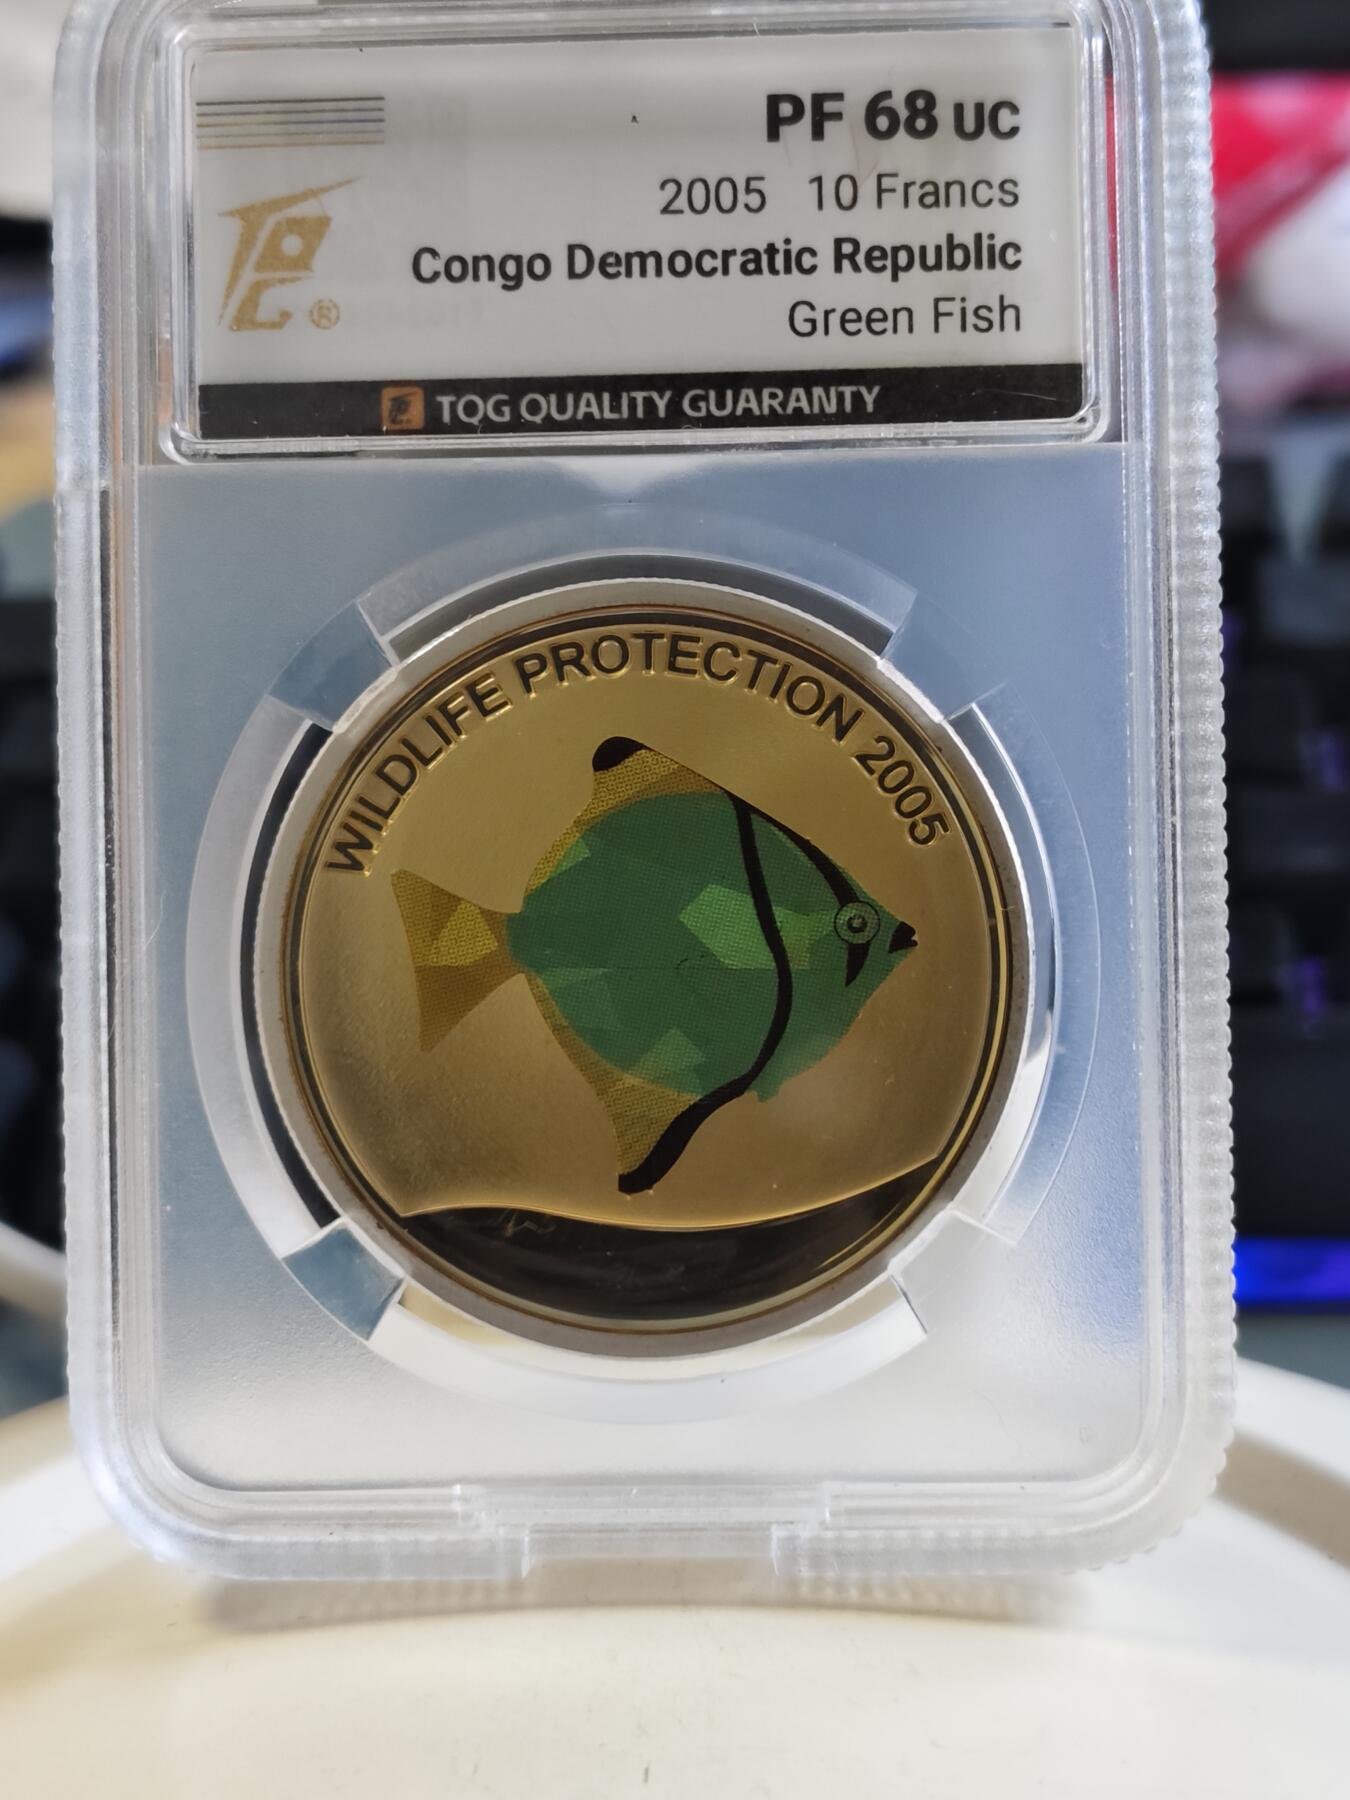 PF 68 UC
2005 10 Francs
Congo Democratic Republic
Green Fish
®
TQG QUALITY GUARANTY
WILDLIFE PROTECTION 2005